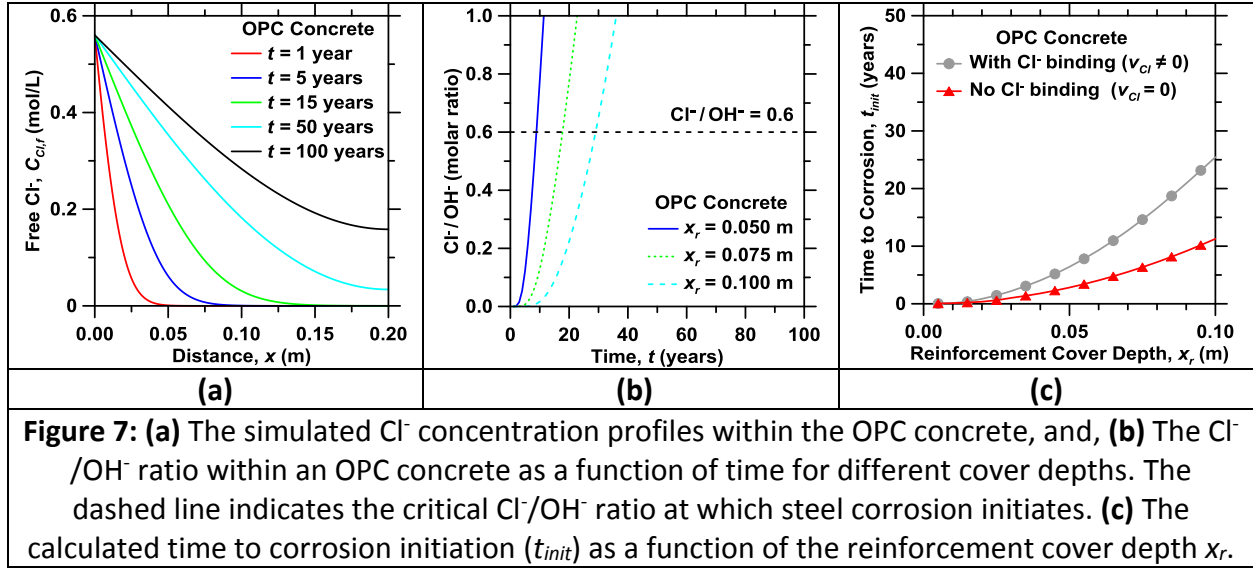 0.6
0.4
0.2
0
Free Cl-, CCl,f (mol/L)
OPC Concrete
t = 1 year
t = 5 years
t = 15 years
t = 50 years
t = 100 years
0.00 0.05 0.10 0.15 0.20
Distance, x (m)
1.0
0.8
0.6
0.4
0.2
0.0
Cl-/ OH- (molar ratio)
Cl-/ OH- = 0.6
OPC Concrete
xr = 0.050 m
xr = 0.075 m
xr = 0.100 m
0 20 40 60 80 100
Time, t (years)
50
40
30
20
10
0
Time to Corrosion, tinit (years)
OPC Concrete
With Cl- binding (vCl ≠ 0)
No Cl- binding (vCl = 0)
0.00 0.05 0.10
Reinforcement Cover Depth, xr (m)
(a) (b) (c)
Figure 7: (a) The simulated Cl- concentration profiles within the OPC concrete, and, (b) The Cl-
/OH- ratio within an OPC concrete as a function of time for different cover depths. The
dashed line indicates the critical Cl-/OH- ratio at which steel corrosion initiates. (c) The
calculated time to corrosion initiation (tinit) as a function of the reinforcement cover depth xr.